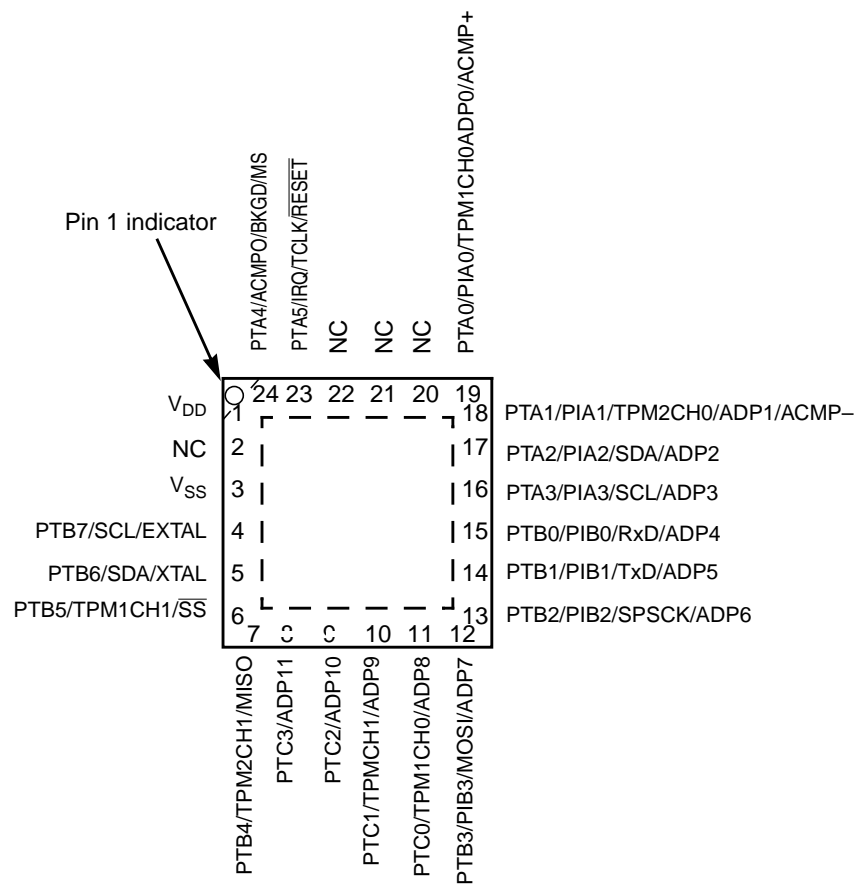 PTA4/ACMPO/BKGD/MS
PTA5/IRQ/TCLK/RESET
NC
NC
NC
PTA0/PIA0/TPM1CH0ADP0/ACMP+
Pin 1 indicator
24
23
22
21
20
19
VDD
1
NC
2
VSS
3
PTB7/SCL/EXTAL
4
PTB6/SDA/XTAL
5
PTB5/TPM1CH1/SS
6
18
PTA1/PIA1/TPM2CH0/ADP1/ACMP–
17
PTA2/PIA2/SDA/ADP2
16
PTA3/PIA3/SCL/ADP3
15
PTB0/PIB0/RxD/ADP4
14
PTB1/PIB1/TxD/ADP5
13
PTB2/PIB2/SPSCK/ADP6
7
10
11
12
PTB4/TPM2CH1/MISO
PTC3/ADP11
PTC2/ADP10
PTC1/TPMCH1/ADP9
PTC0/TPM1CH0/ADP8
PTB3/PIB3/MOSI/ADP7